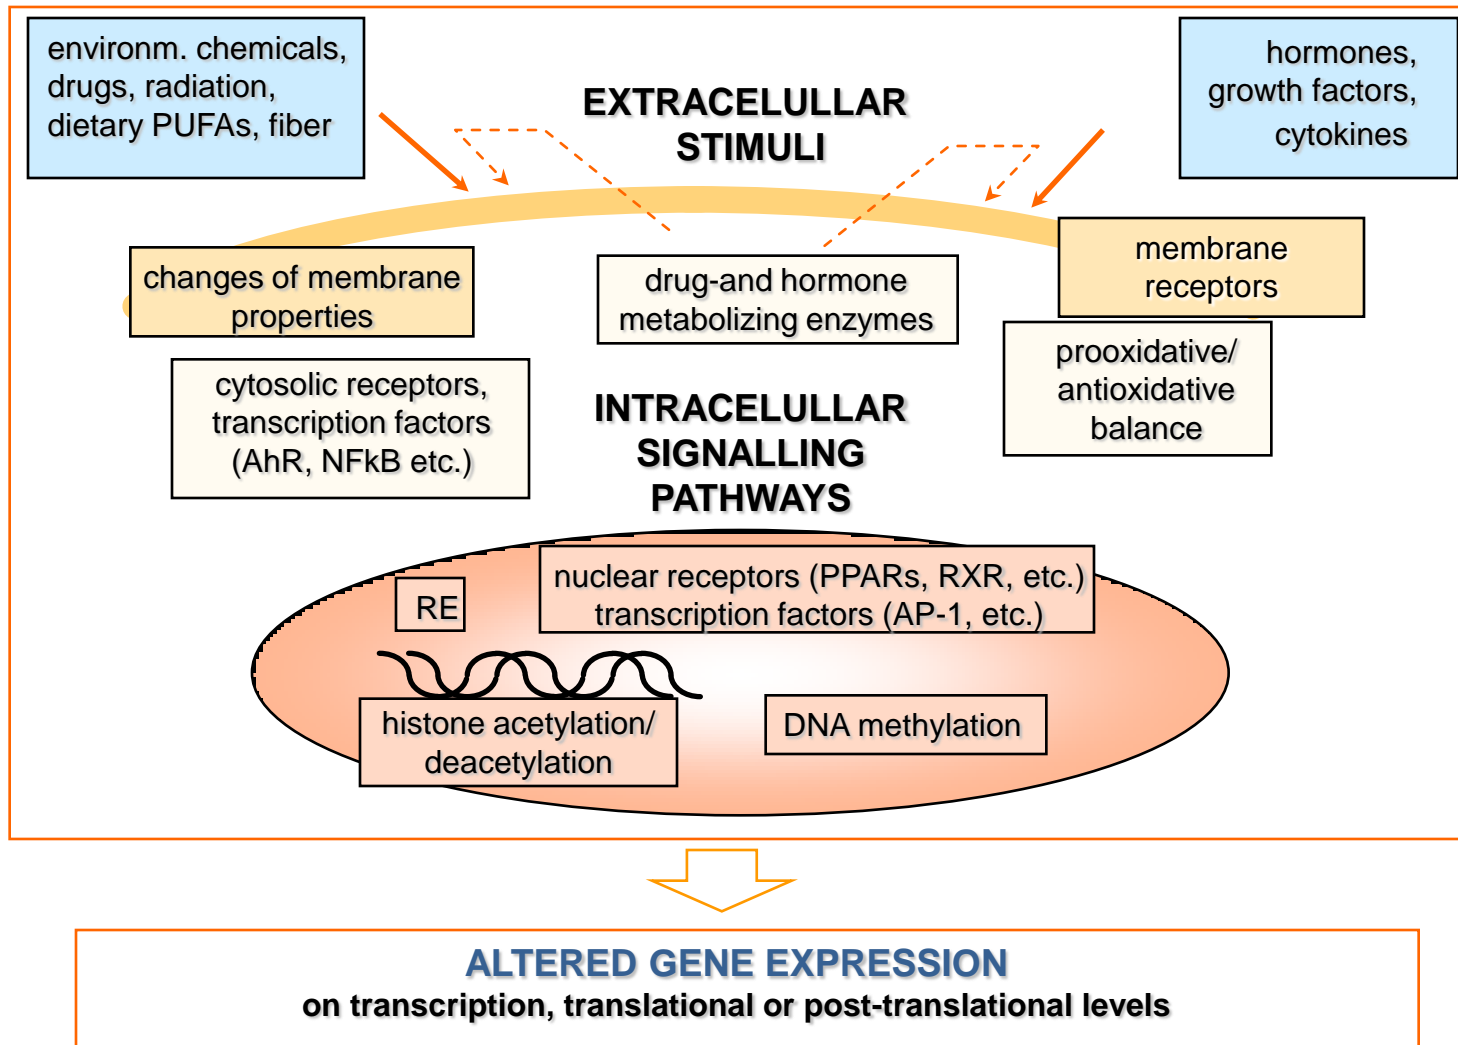 environm. chemicals,
drugs, radiation,
dietary PUFAs, fiber
hormones,
growth factors,
cytokines
EXTRACELULLAR
STIMULI
changes of membrane
properties
drug-and hormone
metabolizing enzymes
membrane
receptors
prooxidative/
antioxidative
balance
cytosolic receptors,
transcription factors
(AhR, NFkB etc.)
INTRACELULLAR
SIGNALLING
PATHWAYS
RE
nuclear receptors (PPARs, RXR, etc.)
transcription factors (AP-1, etc.)
histone acetylation/
deacetylation
DNA methylation
ALTERED GENE EXPRESSION
on transcription, translational or post-translational levels